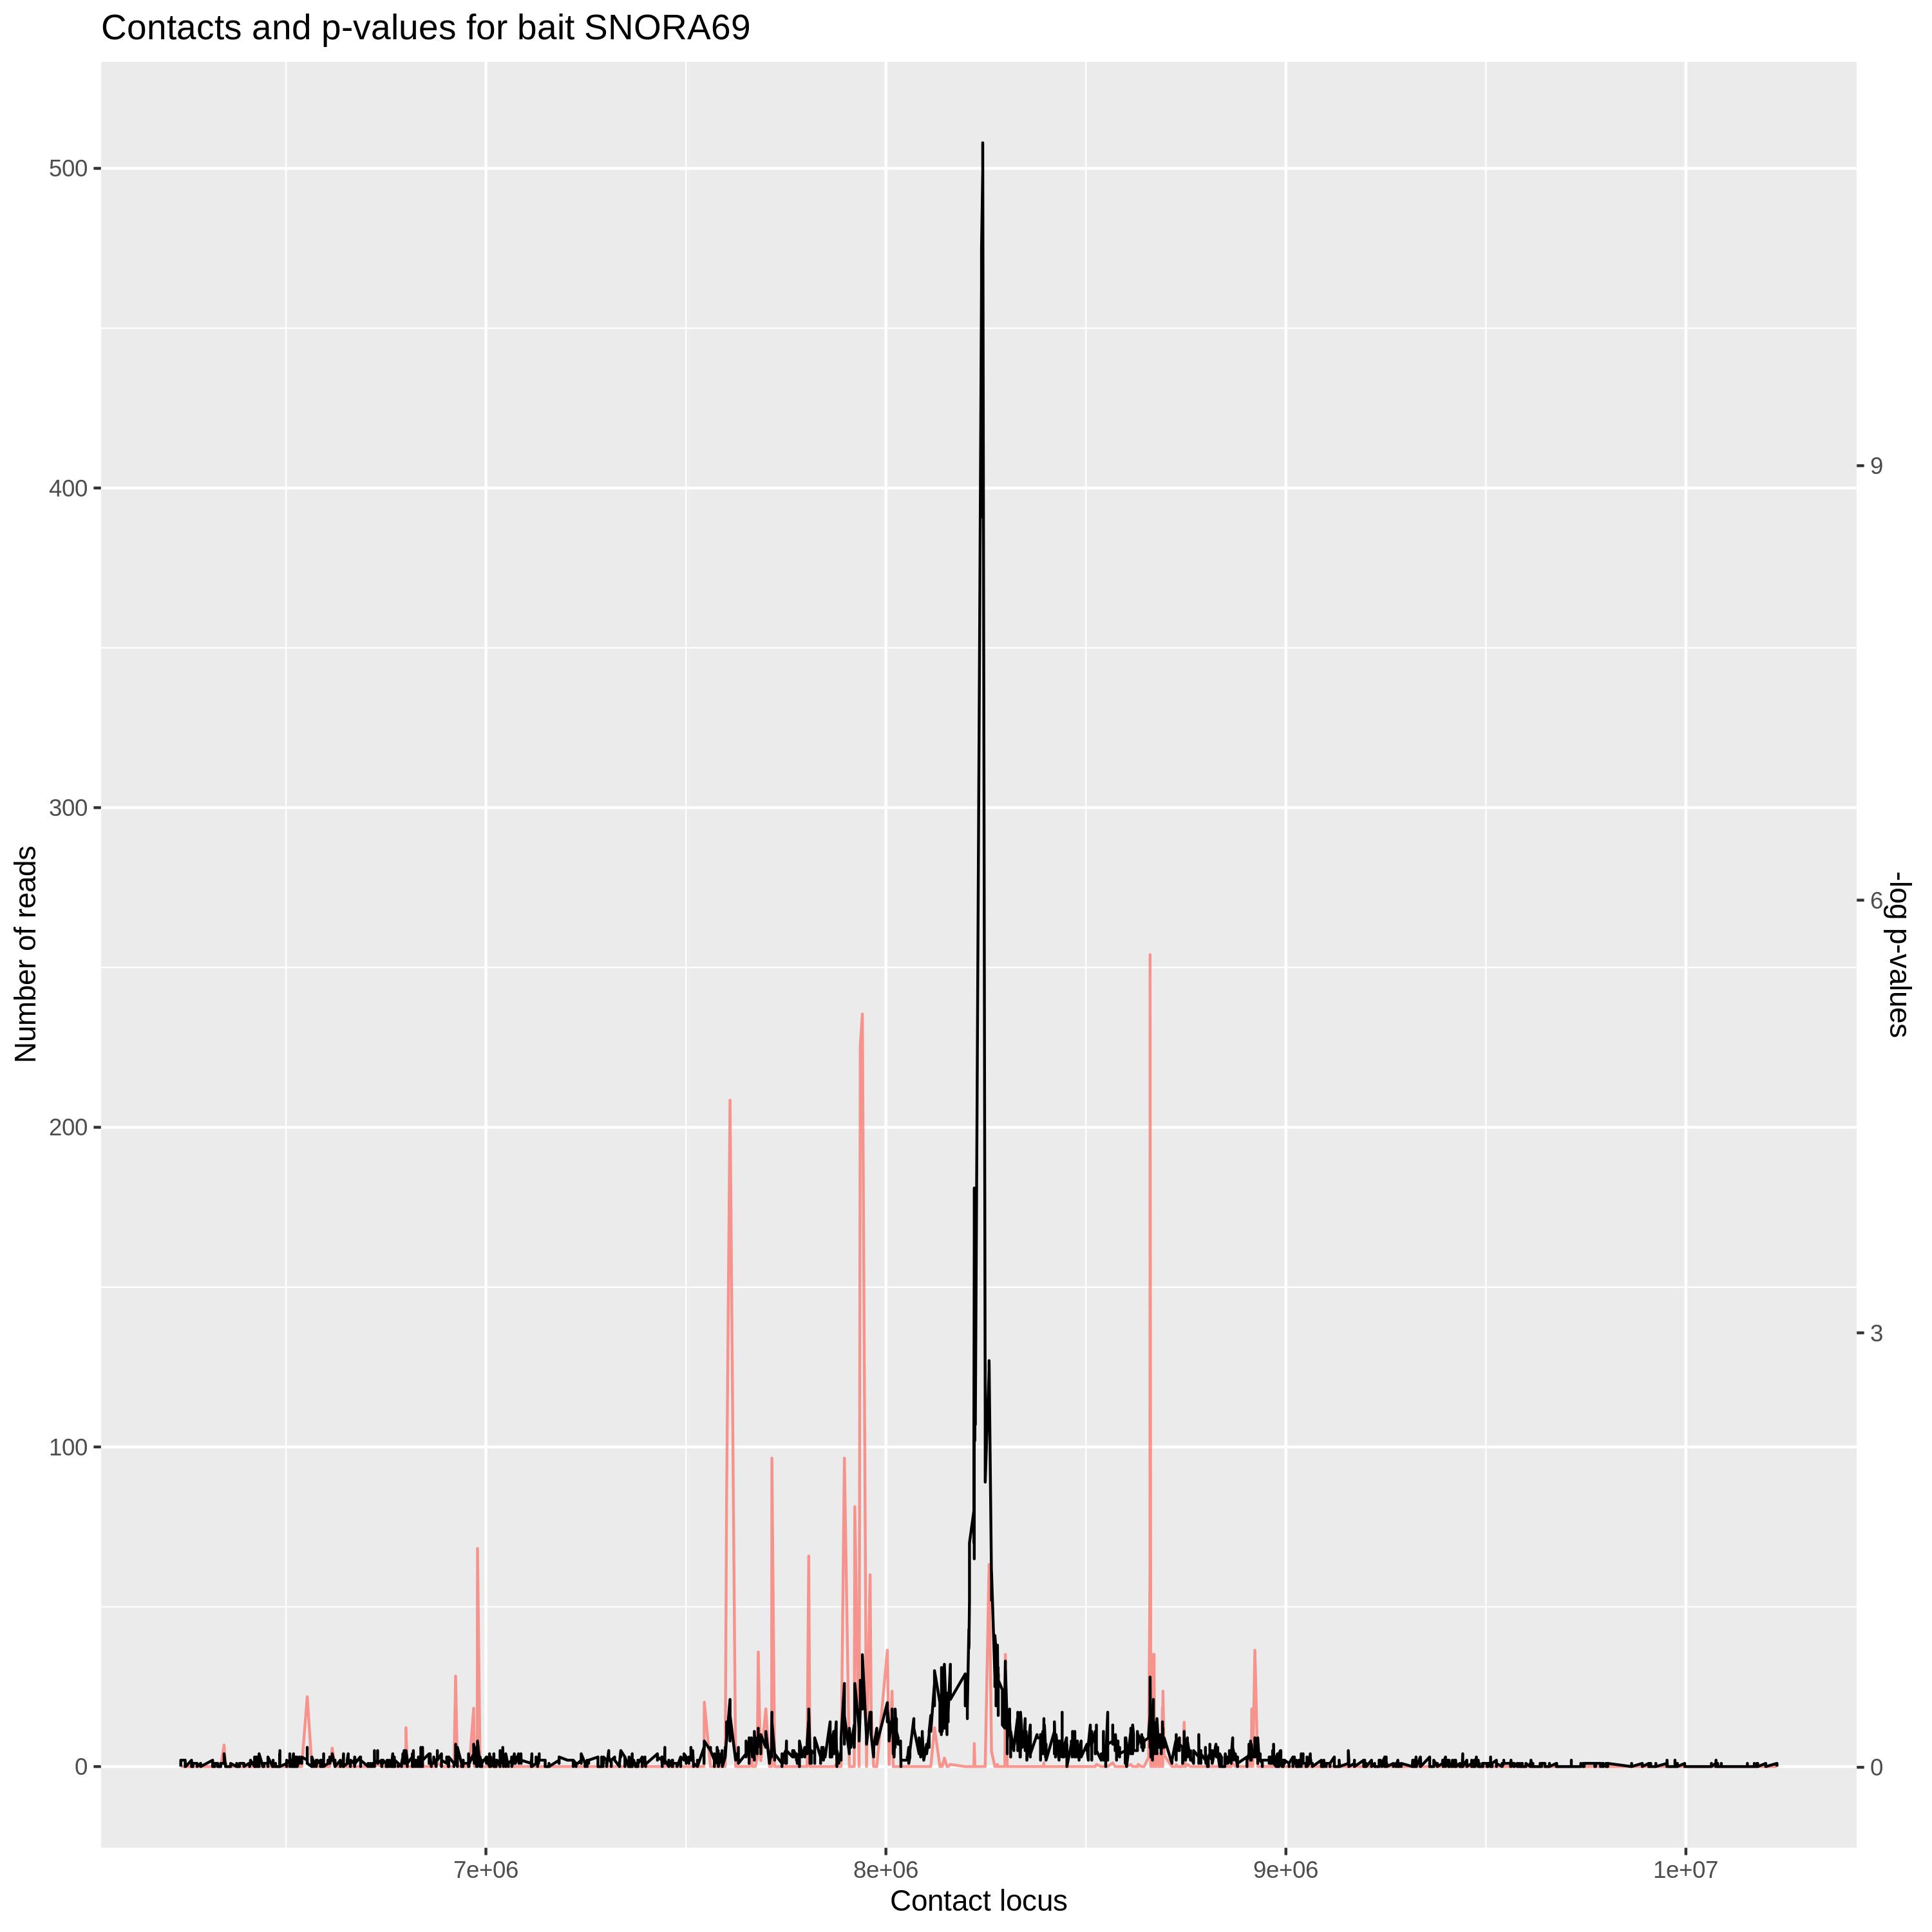 Contacts and p-values for bait SNORA69
500
400
300
200
100
0
Number of reads
9
6
3
0
-log p-values
7e+06
8e+06
9e+06
1e+07
Contact locus